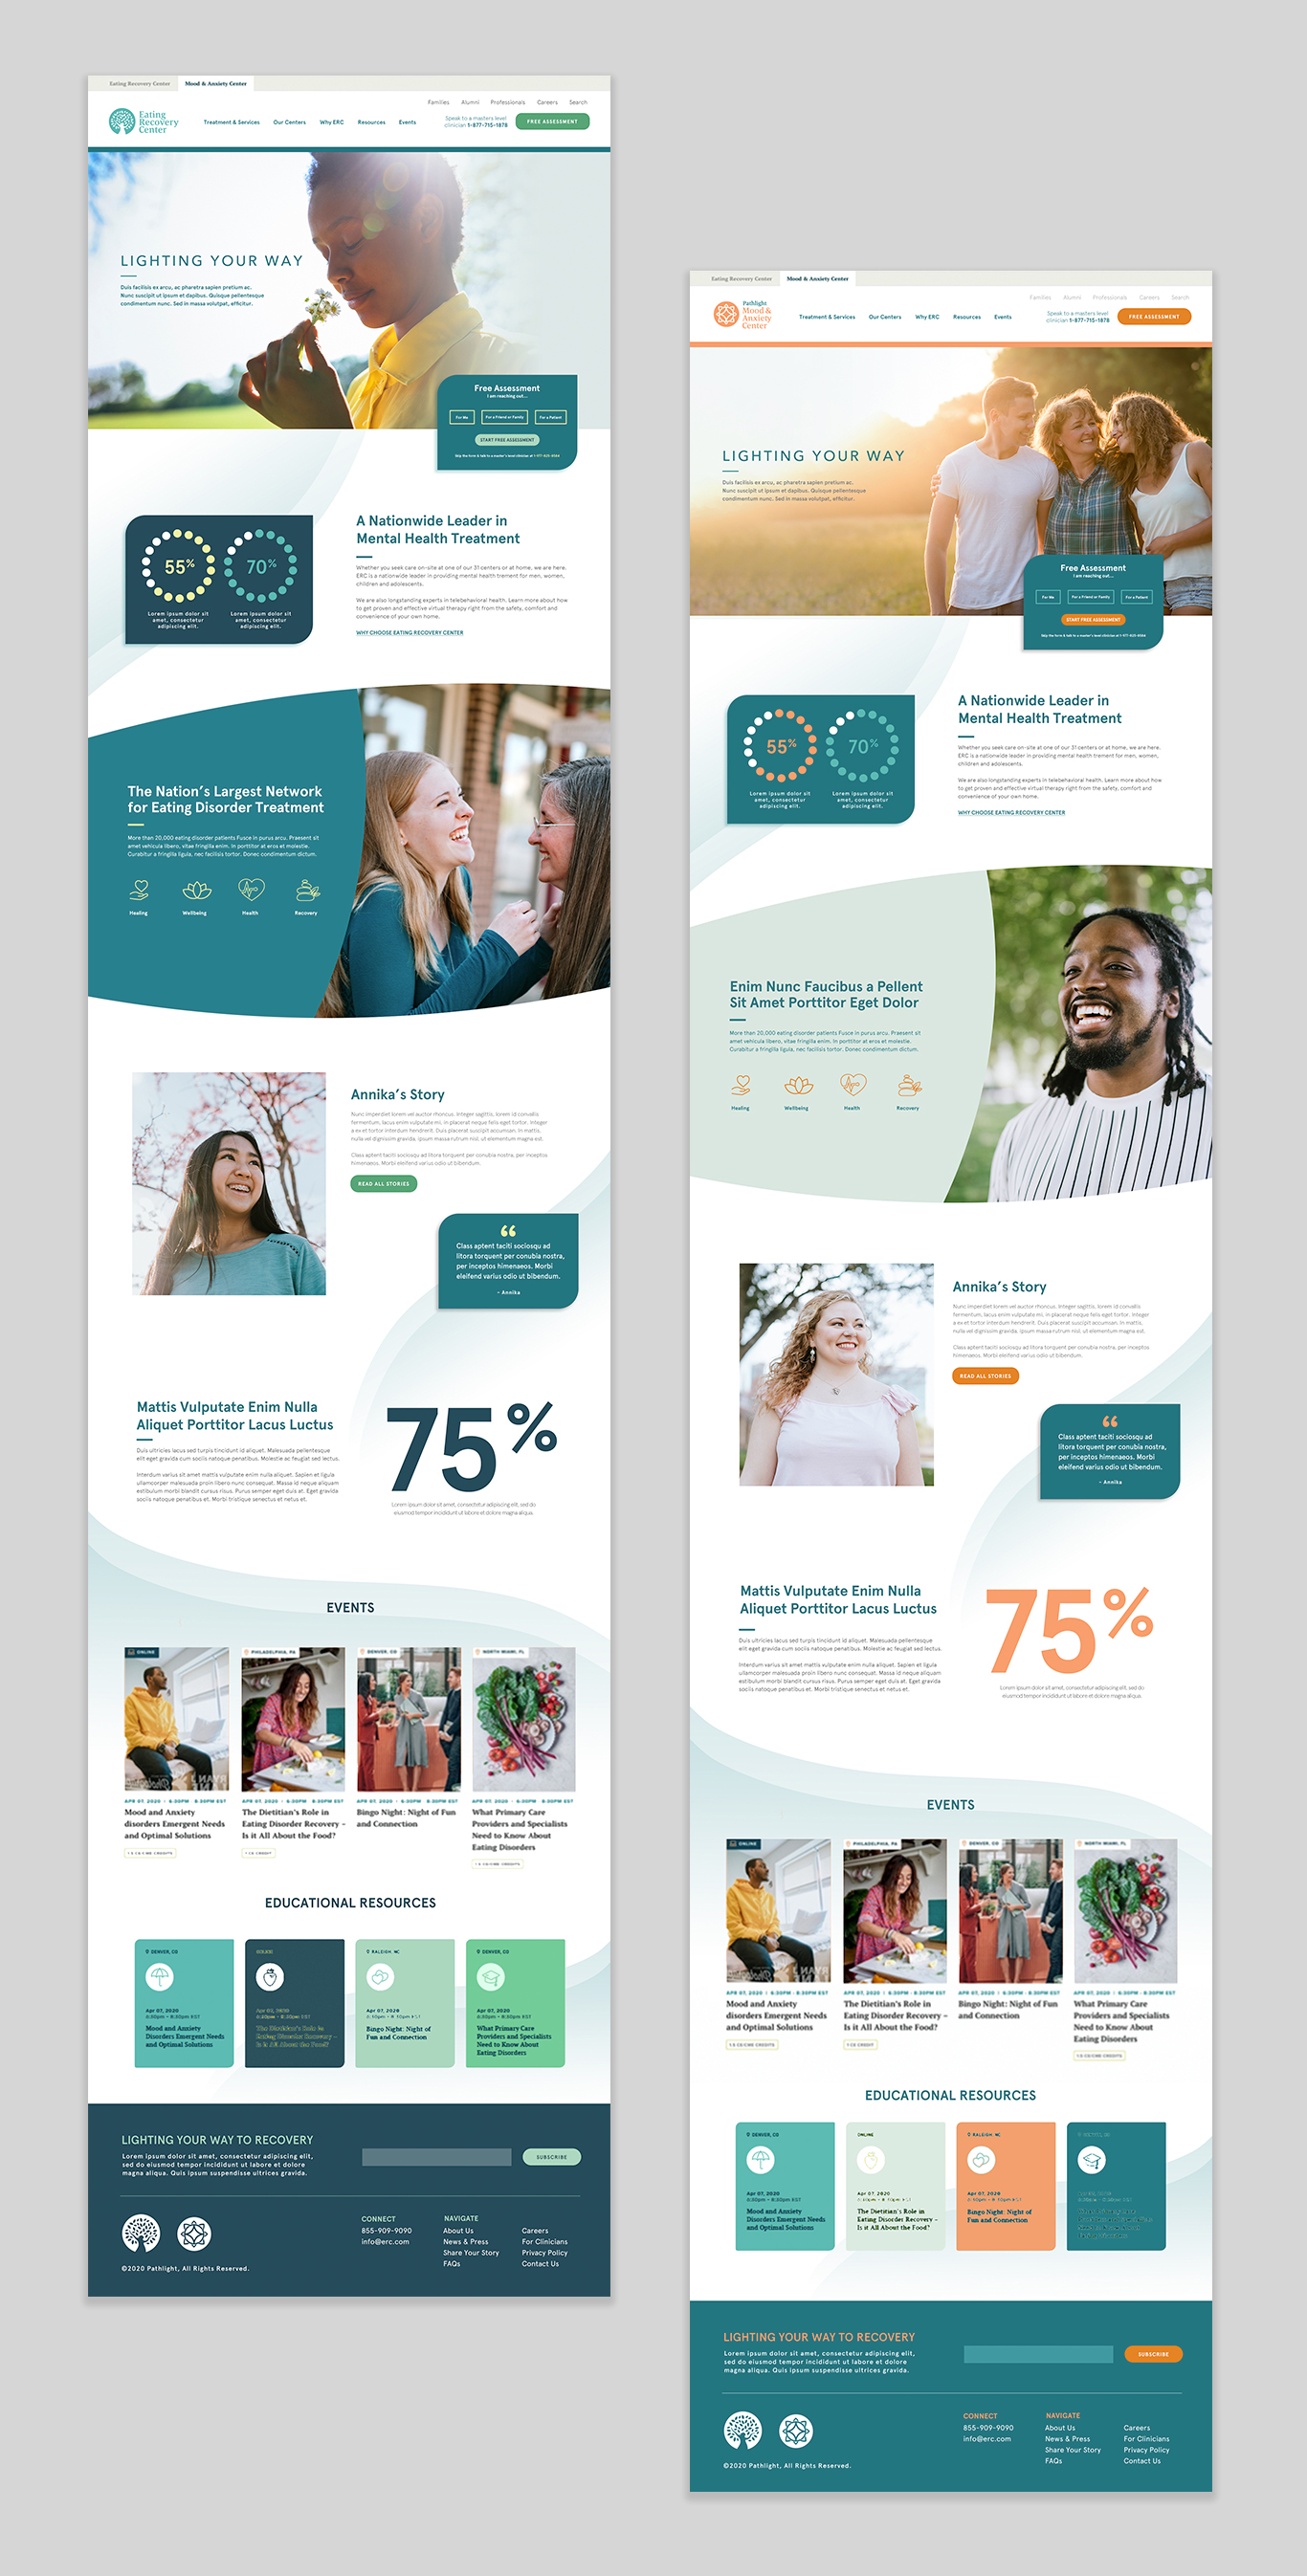 Eating Recovery Center
Mood & Anxiety Center
Families Alumni Professionals Careers Search
Eating
Recovery
Center
Treatment & Services Our Centers Why ERC Resources Events
Speak to a masters level
clinician 1-877-715-1878
FREE ASSESSMENT
LIGHTING YOUR WAY
Duis facilisis ex arcu, ac pharetra sapien pretium ac.
Nunc suscipit ut ipsum et dapibus. Quisque pellentesque
condimentum nunc. Sed in massa volutpat, efficitur.
Free Assessment
I am reaching out...
For Me For a Friend or Family For a Patient
START FREE ASSESSMENT
Skip the form & talk to a master's level clinician at 1-877-825-8584
55% 70%
Lorem ipsum dolor sit
amet, consectetur
adipiscing elit.
Lorem ipsum dolor sit
amet, consectetur
adipiscing elit.
A Nationwide Leader in
Mental Health Treatment
Whether you seek care on-site at one of our 31 centers or at home, we are here.
ERC is a nationwide leader in providing mental health trement for men, women,
children and adolescents.
We are also longstanding experts in telebehavioral health. Learn more about how
to get proven and effective virtual therapy right from the safety, comfort and
convenience of your own home.
WHY CHOOSE EATING RECOVERY CENTER
The Nation's Largest Network
for Eating Disorder Treatment
More than 20,000 eating disorder patients Fusce in purus arcu. Praesent sit
amet vehicula libero, vitae fringilla enim. In porttitor at eros et molestie.
Curabitur a fringilla ligula, nec facilisis tortor. Donec condimentum dictum.
Healing Wellbeing Health Recovery
Annika's Story
Nunc imperdiet lorem vel auctor rhoncus. Integer sagittis, lorem id convallis
fermentum, lacus turpis cursus mi, in placerat neque felis eget tortor. Integer
a ex et tortor interdum hendrerit. Duis placerat suscipit accumsan. In mattis,
nulla vel dignissim gravida, ipsum massa rutrum nisl, ut elementum magna est.
Class aptent taciti sociosqu ad litora torquent per conubia nostra, per inceptos
himenaeos. Morbi eleifend varius odio ut bibendum.
READ ALL STORIES
“
Class aptent taciti sociosqu ad
litora torquent per conubia nostra,
per inceptos himenaeos. Morbi
eleifend varius odio ut bibendum.
- Annika
Mattis Vulputate Enim Nulla
Aliquet Porttitor Lacus Luctus
Duis ultricies lacus sed turpis tincidunt id aliquet. Malesuada pellentesque
elit eget gravida cum sociis natoque penatibus. Molestie ac feugiat sed lectus.
Interdum varius sit amet mattis vulputate enim nulla aliquet. Sapien et ligula
ullamcorper malesuada proin libero nunc consequat. Massa id neque aliquam
estibulum morbi blandit cursus risus. Purus semper eget duis at. Eget gravida
sociis natoque penatibus et. Morbi tristique senectus et netus et.
75%
Lorem ipsum dolor sit amet, consectetur adipiscing elit, sed do
eiusmod tempor incididunt ut labore et dolore magna aliqua.
EVENTS
ONLINE
APR 07, 2020 | 6:30PM - 8:30PM EST
Mood and Anxiety
disorders Emergent Needs
and Optimal Solutions
1.5 CE/CME CREDITS
PHILADELPHIA, PA
APR 07, 2020 | 6:30PM - 8:30PM EST
The Dietitian's Role in
Eating Disorder Recovery –
Is it All About the Food?
1 CE CREDIT
DENVER, CO
APR 07, 2020 | 6:30PM - 8:30PM EST
Bingo Night: Night of Fun
and Connection
NORTH MIAMI, FL
APR 07, 2020 | 6:30PM - 8:30PM EST
What Primary Care
Providers and Specialists
Need to Know About
Eating Disorders
1.5 CE/CME CREDITS
EDUCATIONAL RESOURCES
DENVER, CO
Apr 07, 2020
6:30pm - 8:30pm EST
Mood and Anxiety
Disorders Emergent Needs
and Optimal Solutions
ONLINE
Apr 07, 2020
6:30pm - 8:30pm EST
The Dietitian's Role in
Eating Disorder Recovery –
Is it All About the Food?
RALEIGH, NC
Apr 07, 2020
6:30pm - 8:30pm EST
Bingo Night: Night of
Fun and Connection
DENVER, CO
Apr 07, 2020
6:30pm - 8:30pm EST
What Primary Care
Providers and Specialists
Need to Know About
Eating Disorders
LIGHTING YOUR WAY TO RECOVERY
Lorem ipsum dolor sit amet, consectetur adipiscing elit,
sed do eiusmod tempor incididunt ut labore et dolore
magna aliqua. Quis ipsum suspendisse ultrices gravida.
SUBSCRIBE
©2020 Pathlight, All Rights Reserved.
CONNECT
855-909-9090
info@erc.com
NAVIGATE
About Us
News & Press
Share Your Story
FAQs
Careers
For Clinicians
Privacy Policy
Contact Us
Eating Recovery Center
Mood & Anxiety Center
Families Alumni Professionals Careers Search
Pathlight
Mood &
Anxiety
Center
Treatment & Services Our Centers Why ERC Resources Events
Speak to a masters level
clinician 1-877-715-1878
FREE ASSESSMENT
LIGHTING YOUR WAY
Duis facilisis ex arcu, ac pharetra sapien pretium ac.
Nunc suscipit ut ipsum et dapibus. Quisque pellentesque
condimentum nunc. Sed in massa volutpat, efficitur.
Free Assessment
I am reaching out...
For Me For a Friend or Family For a Patient
START FREE ASSESSMENT
Skip the form & talk to a master's level clinician at 1-877-825-8584
55% 70%
Lorem ipsum dolor sit
amet, consectetur
adipiscing elit.
Lorem ipsum dolor sit
amet, consectetur
adipiscing elit.
A Nationwide Leader in
Mental Health Treatment
Whether you seek care on-site at one of our 31 centers or at home, we are here.
ERC is a nationwide leader in providing mental health trement for men, women,
children and adolescents.
We are also longstanding experts in telebehavioral health. Learn more about how
to get proven and effective virtual therapy right from the safety, comfort and
convenience of your own home.
WHY CHOOSE EATING RECOVERY CENTER
Enim Nunc Faucibus a Pellent
Sit Amet Porttitor Eget Dolor
More than 20,000 eating disorder patients Fusce in purus arcu. Praesent sit
amet vehicula libero, vitae fringilla enim. In porttitor at eros et molestie.
Curabitur a fringilla ligula, nec facilisis tortor. Donec condimentum dictum.
Healing Wellbeing Health Recovery
Annika's Story
Nunc imperdiet lorem vel auctor rhoncus. Integer sagittis, lorem id convallis
fermentum, lacus turpis cursus mi, in placerat neque felis eget tortor. Integer
a ex et tortor interdum hendrerit. Duis placerat suscipit accumsan. In mattis,
nulla vel dignissim gravida, ipsum massa rutrum nisl, ut elementum magna est.
Class aptent taciti sociosqu ad litora torquent per conubia nostra, per inceptos
himenaeos. Morbi eleifend varius odio ut bibendum.
READ ALL STORIES
“
Class aptent taciti sociosqu ad
litora torquent per conubia nostra,
per inceptos himenaeos. Morbi
eleifend varius odio ut bibendum.
- Annika
Mattis Vulputate Enim Nulla
Aliquet Porttitor Lacus Luctus
Duis ultricies lacus sed turpis tincidunt id aliquet. Malesuada pellentesque
elit eget gravida cum sociis natoque penatibus. Molestie ac feugiat sed lectus.
Interdum varius sit amet mattis vulputate enim nulla aliquet. Sapien et ligula
ullamcorper malesuada proin libero nunc consequat. Massa id neque aliquam
estibulum morbi blandit cursus risus. Purus semper eget duis at. Eget gravida
sociis natoque penatibus et. Morbi tristique senectus et netus et.
75%
Lorem ipsum dolor sit amet, consectetur adipiscing elit, sed do
eiusmod tempor incididunt ut labore et dolore magna aliqua.
EVENTS
ONLINE
APR 07, 2020 | 6:30PM - 8:30PM EST
Mood and Anxiety
disorders Emergent Needs
and Optimal Solutions
1.5 CE/CME CREDITS
PHILADELPHIA, PA
APR 07, 2020 | 6:30PM - 8:30PM EST
The Dietitian's Role in
Eating Disorder Recovery –
Is it All About the Food?
1 CE CREDIT
DENVER, CO
APR 07, 2020 | 6:30PM - 8:30PM EST
Bingo Night: Night of Fun
and Connection
NORTH MIAMI, FL
APR 07, 2020 | 6:30PM - 8:30PM EST
What Primary Care
Providers and Specialists
Need to Know About
Eating Disorders
1.5 CE/CME CREDITS
EDUCATIONAL RESOURCES
DENVER, CO
Apr 07, 2020
6:30pm - 8:30pm EST
Mood and Anxiety
Disorders Emergent Needs
and Optimal Solutions
ONLINE
Apr 07, 2020
6:30pm - 8:30pm EST
The Dietitian's Role in
Eating Disorder Recovery –
Is it All About the Food?
RALEIGH, NC
Apr 07, 2020
6:30pm - 8:30pm EST
Bingo Night: Night of
Fun and Connection
LIGHTING YOUR WAY TO RECOVERY
Lorem ipsum dolor sit amet, consectetur adipiscing elit,
sed do eiusmod tempor incididunt ut labore et dolore
magna aliqua. Quis ipsum suspendisse ultrices gravida.
SUBSCRIBE
©2020 Pathlight, All Rights Reserved.
CONNECT
855-909-9090
info@erc.com
NAVIGATE
About Us
News & Press
Share Your Story
FAQs
Careers
For Clinicians
Privacy Policy
Contact Us